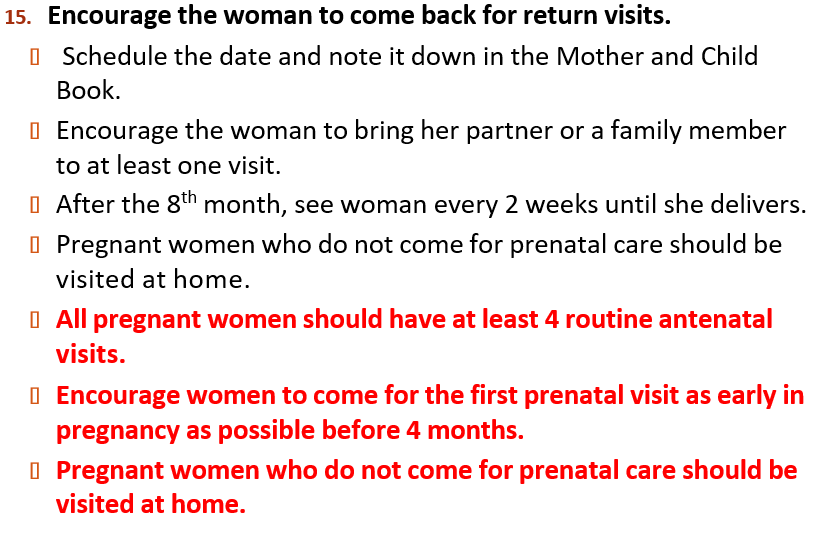 15. Encourage the woman to come back for return visits.
▯ Schedule the date and note it down in the Mother and Child
Book.
▯ Encourage the woman to bring her partner or a family member
to at least one visit.
▯ After the 8th month, see woman every 2 weeks until she delivers.
▯ Pregnant women who do not come for prenatal care should be
visited at home.
▯ All pregnant women should have at least 4 routine antenatal
visits.
▯ Encourage women to come for the first prenatal visit as early in
pregnancy as possible before 4 months.
▯ Pregnant women who do not come for prenatal care should be
visited at home.